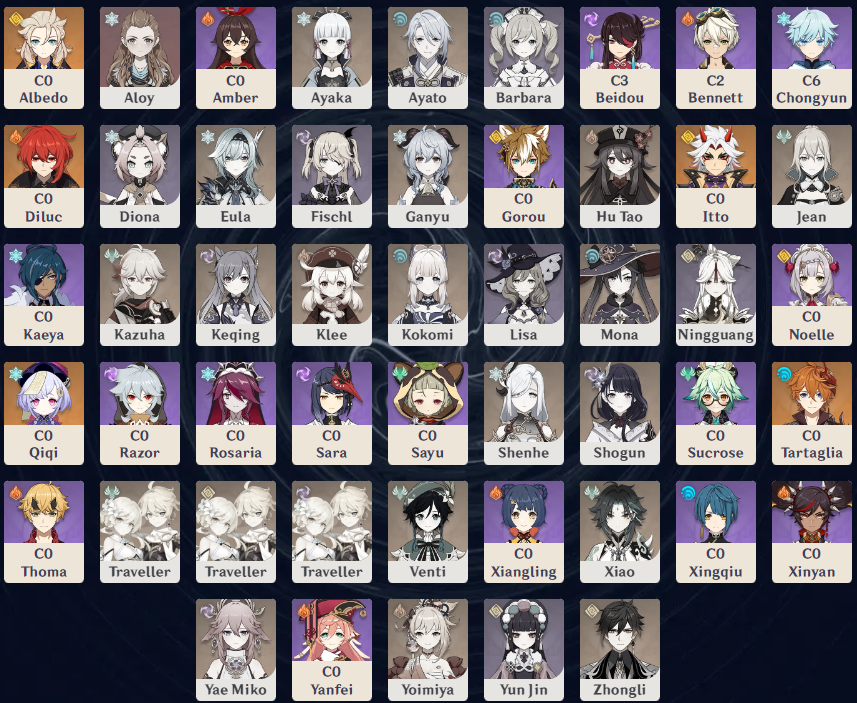 C0
Albedo
Aloy
C0
Amber
Ayaka
Ayato
Barbara
C3
Beidou
C2
Bennett
C6
Chongyun
C0
Diluc
Diona
Eula
Fischl
Ganyu
C0
Gorou
Hu Tao
C0
Itto
Jean
C0
Kaeya
Kazuha
Keqing
Klee
Kokomi
Lisa
Mona
Ningguang
C0
Noelle
C0
Qiqi
C0
Razor
C0
Rosaria
C0
Sara
C0
Sayu
Shenhe
Shogun
C0
Sucrose
C0
Tartaglia
C0
Thoma
Traveller
Traveller
Traveller
Venti
C0
Xiangling
Xiao
C0
Xingqiu
C0
Xinyan
Yae Miko
C0
Yanfei
Yoimiya
Yun Jin
Zhongli